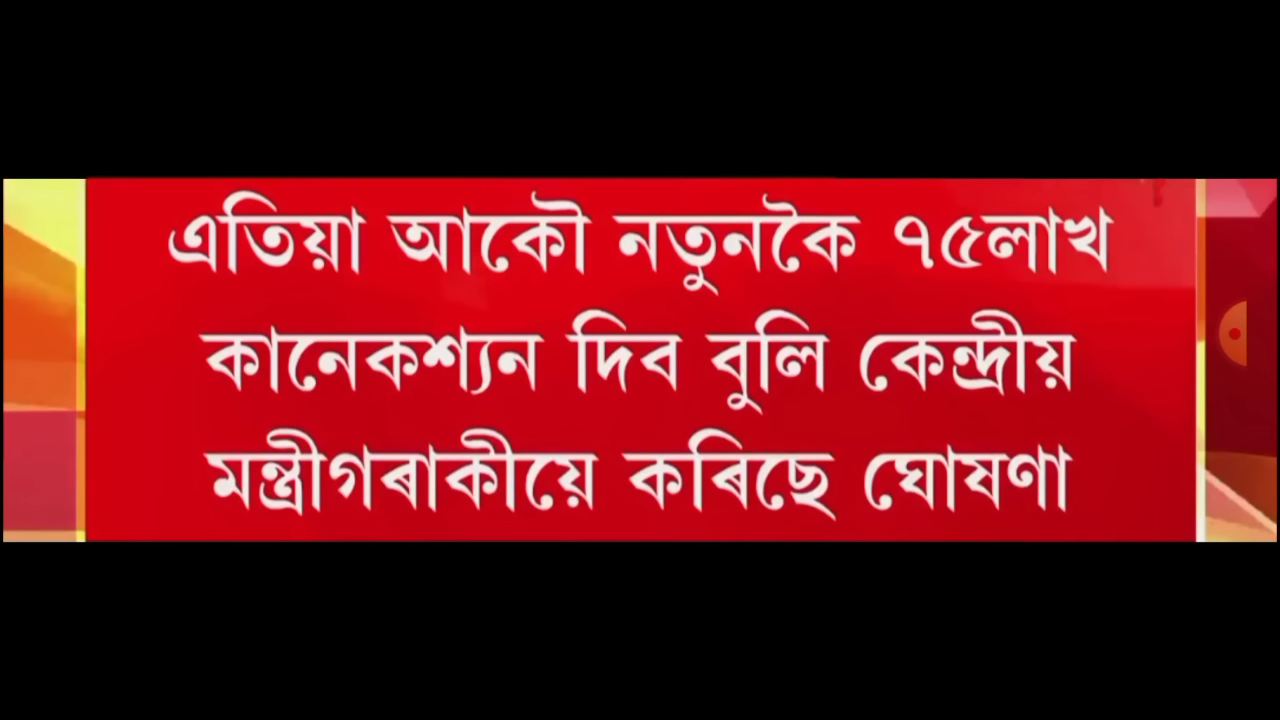 এতিয়া আকৌ নতুনকৈ ৭৫লাখ
কানেকশ্যন দিব বুলি কেন্দ্ৰীয়
মন্ত্ৰীগৰাকীয়ে কৰিছে ঘোষণা